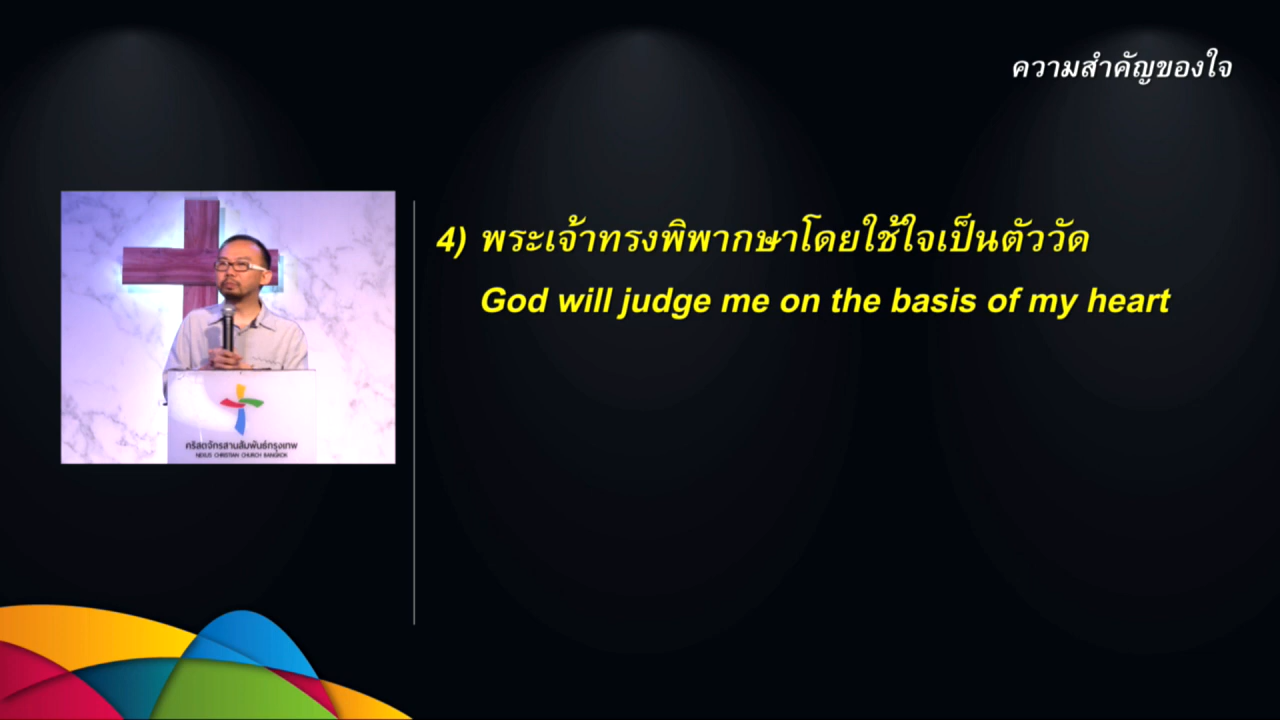 ความสำคัญของใจ
4) พระเจ้าทรงพิพากษาโดยใช้ใจเป็นตัววัด
God will judge me on the basis of my heart
คริสตจักรสานสัมพันธ์กรุงเทพ
NEXUS CHRISTIAN CHURCH BANGKOK